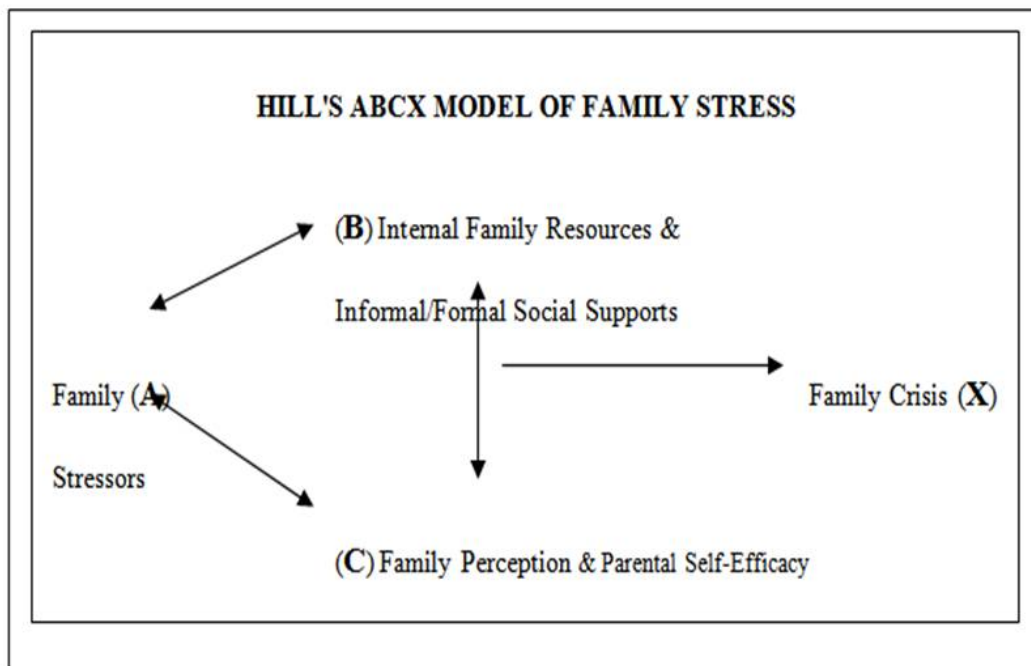 HILL'S ABCX MODEL OF FAMILY STRESS
(B) Internal Family Resources &
Informal/Formal Social Supports
Family (A)
Stressors
Family Crisis (X)
(C) Family Perception & Parental Self-Efficacy